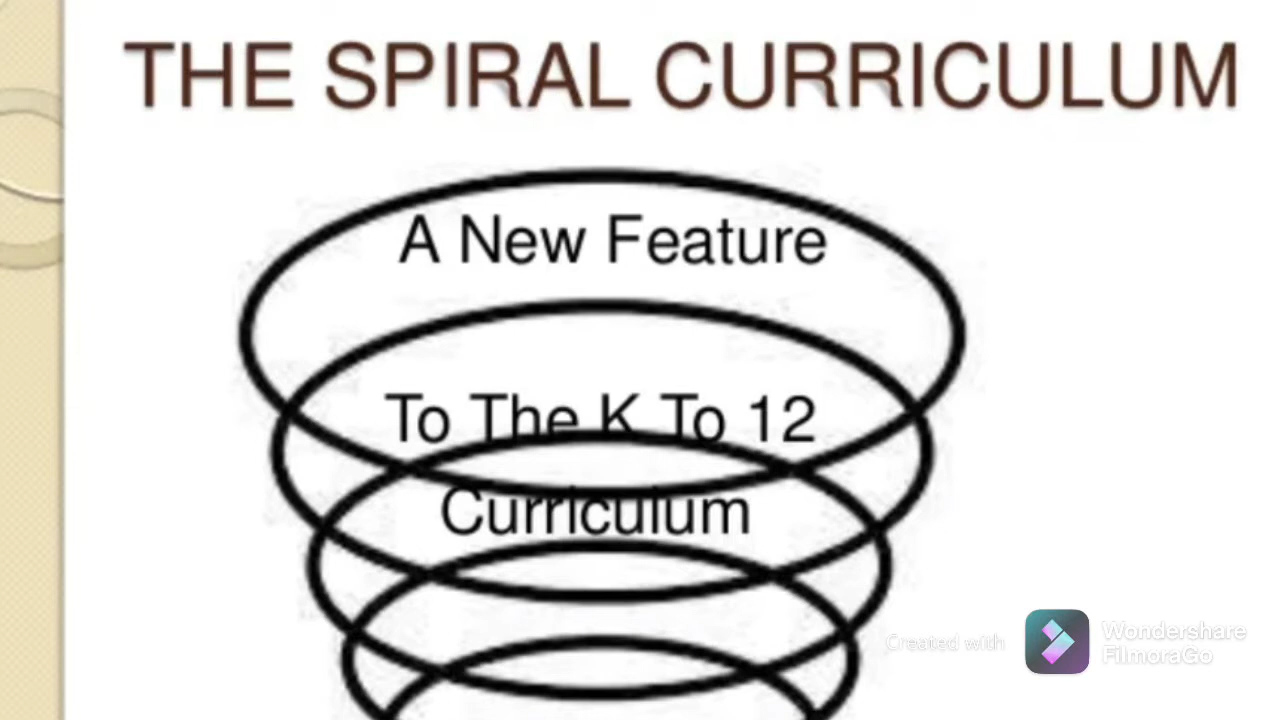 THE SPIRAL CURRICULUM
A New Feature
To The K To 12
Curriculum
Created with
Wondershare
FilmoraGo